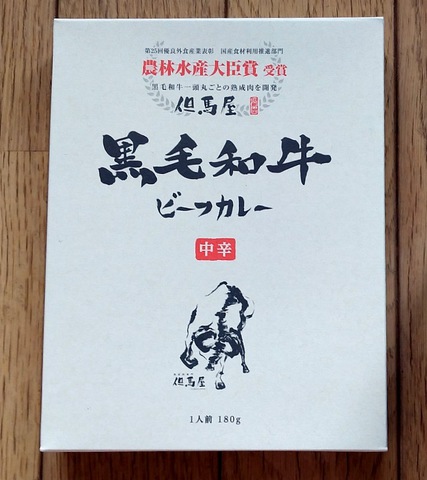 第25回優良外食産業表彰 国産食材利用推進部門
農林水産大臣賞 受賞
黒毛和牛一頭丸ごとの熟成肉を開発
但馬屋
黒毛和牛
ビーフカレー
中辛
但馬屋
1人前 180g